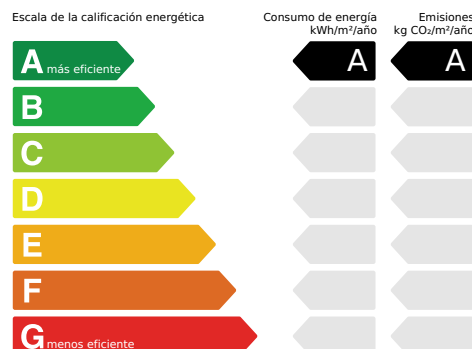 Escala de la calificación energética
Consumo de energía
kWh/m²/año
Emisiones
kg CO₂/m²/año
A más eficiente
A
A
B
C
D
E
F
G menos eficiente